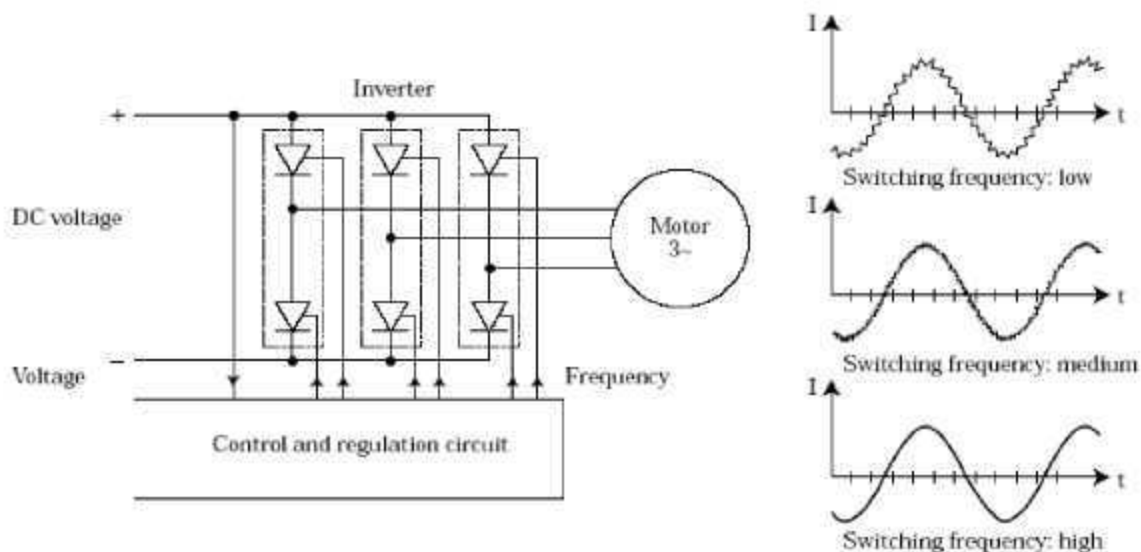 Inverter
+
DC voltage
Motor
3~
−
Voltage
Frequency
Control and regulation circuit
I
t
Switching frequency: low
I
t
Switching frequency: medium
I
t
Switching frequency: high